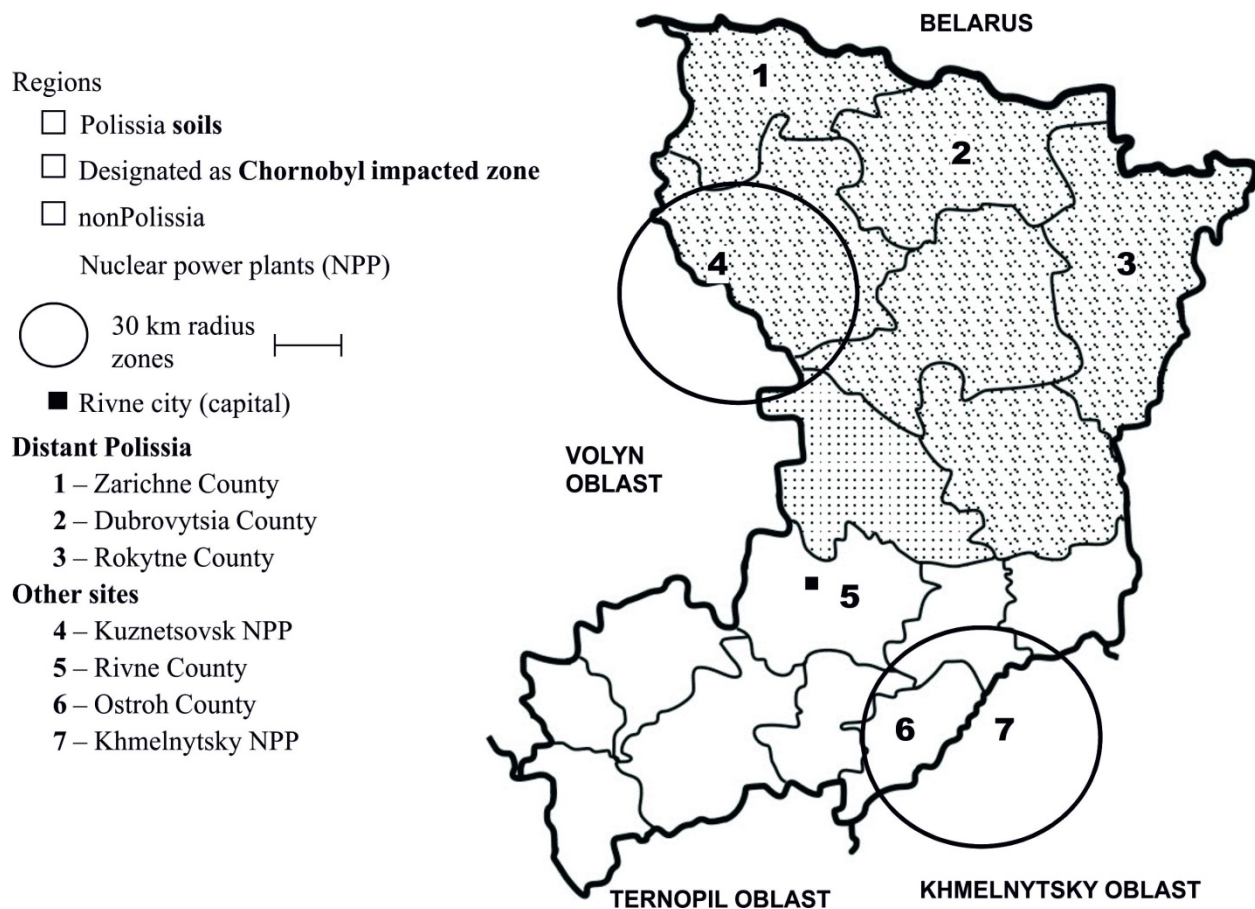 Regions
Polissia soils
Designated as Chornobyl impacted zone
nonPolissia
Nuclear power plants (NPP)
30 km radius
zones
Rivne city (capital)
Distant Polissia
1 – Zarichne County
2 – Dubrovytsia County
3 – Rokytne County
Other sites
4 – Kuznetsovsk NPP
5 – Rivne County
6 – Ostroh County
7 – Khmelnytsky NPP
BELARUS
1
2
3
4
VOLYN
OBLAST
5
6
7
TERNOPIL OBLAST
KHMELNYTSKY OBLAST